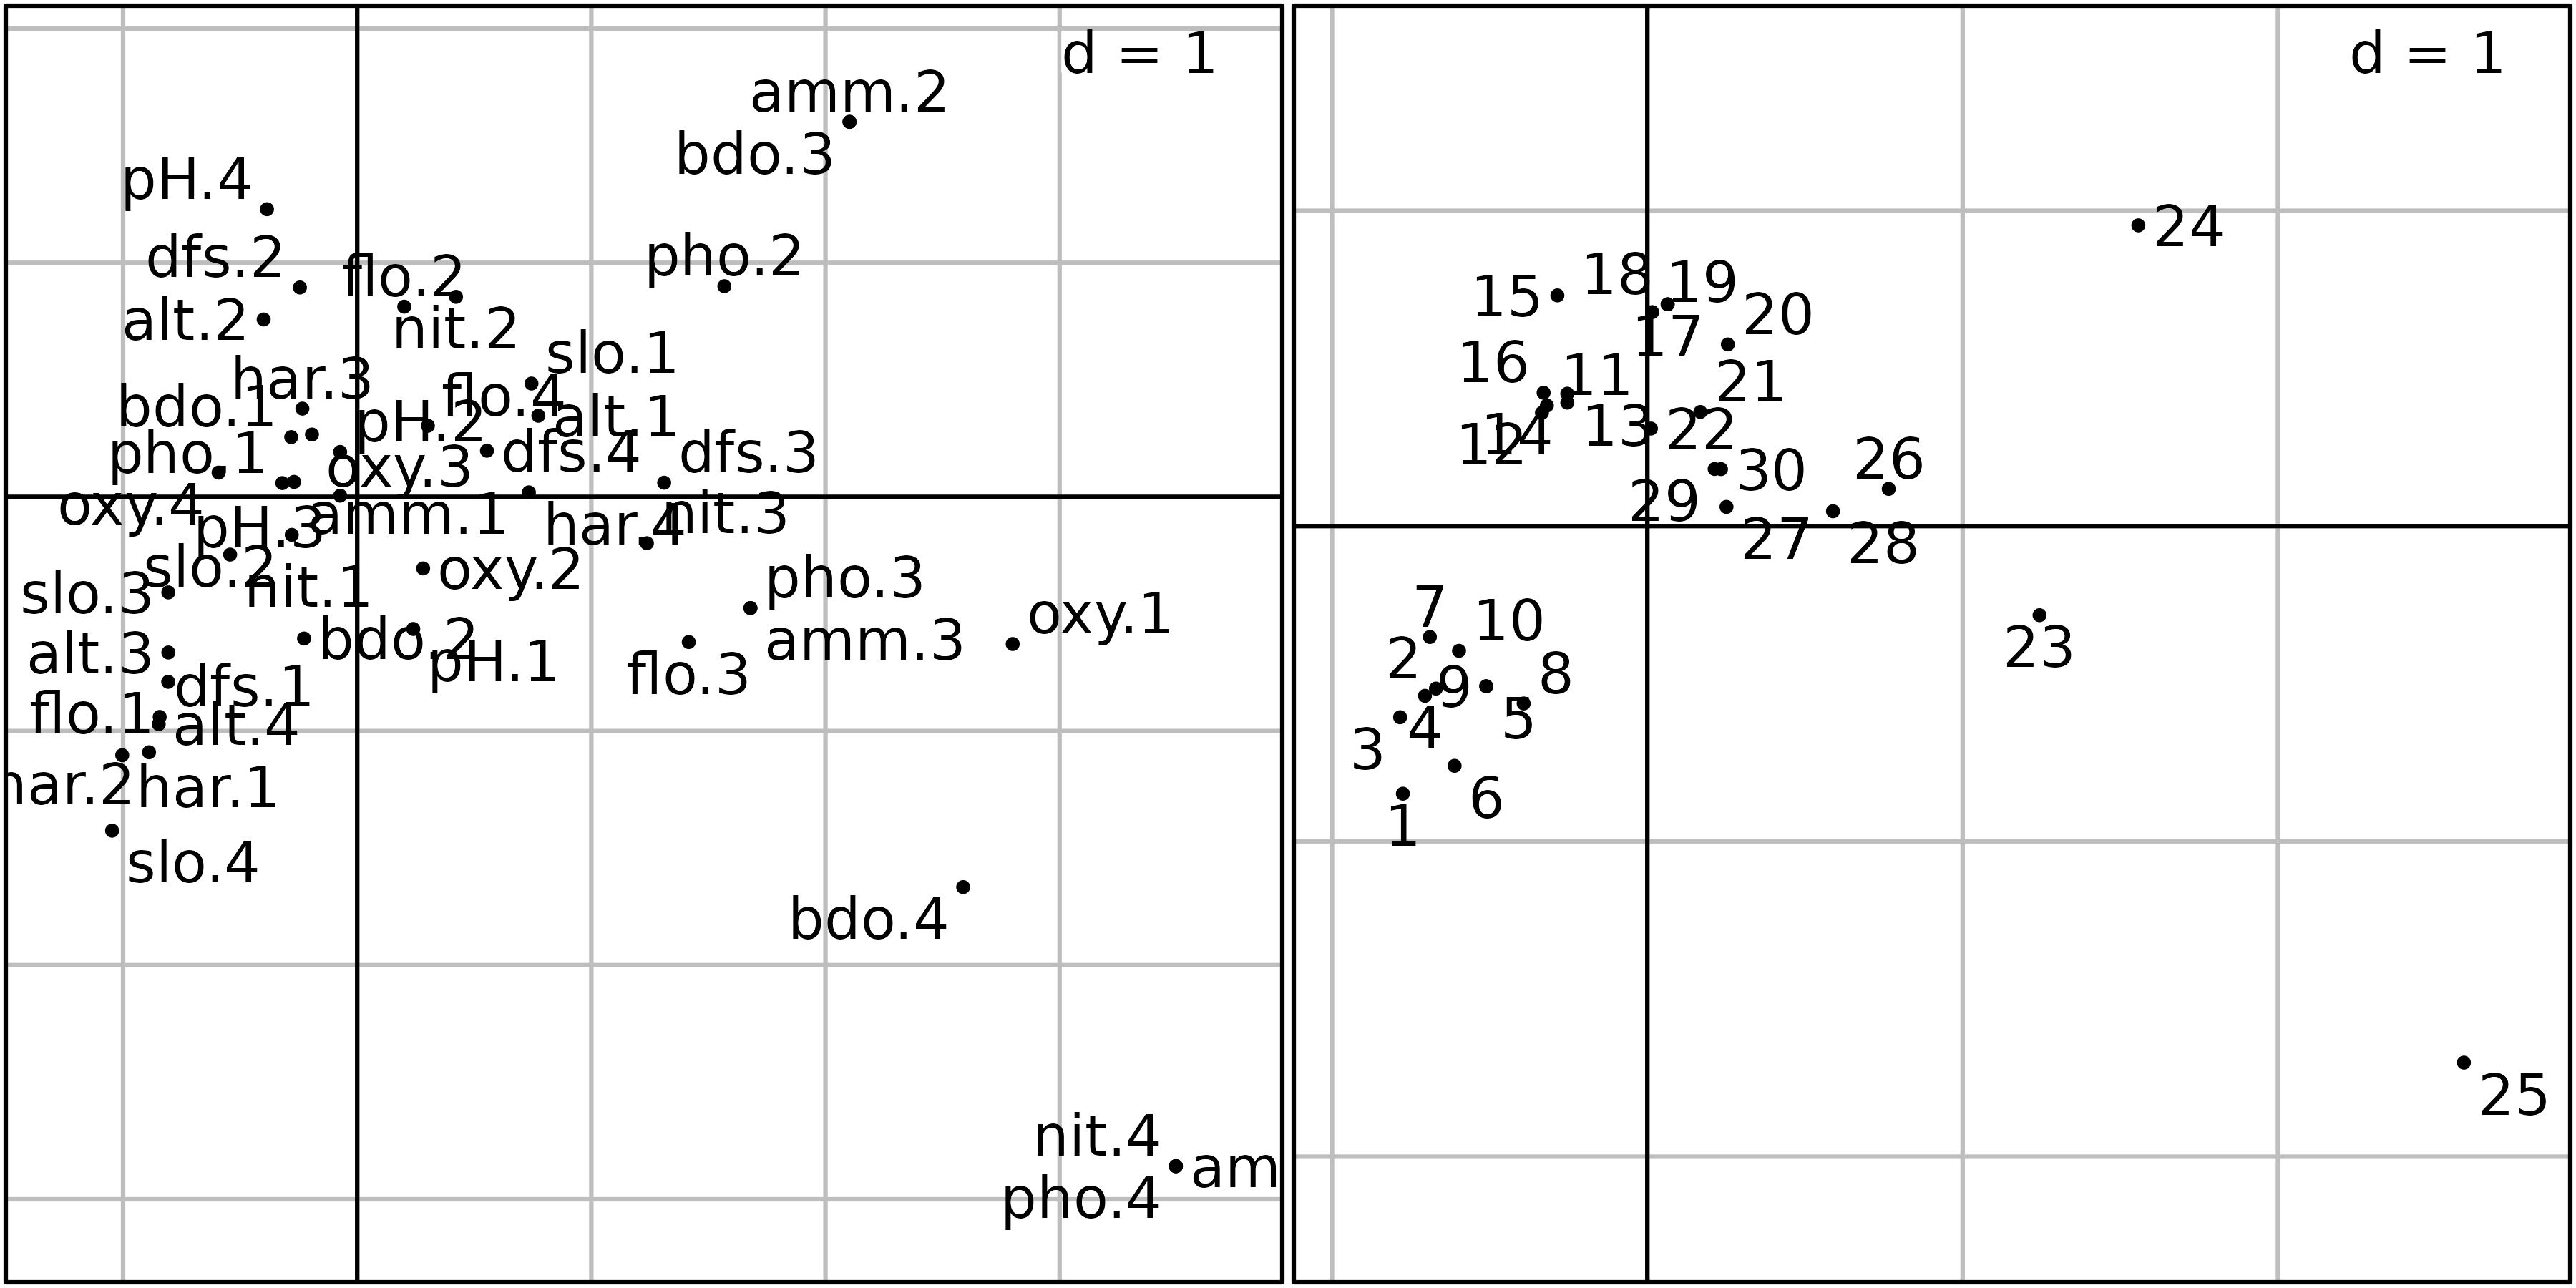 d = 1
amm.2
bdo.3
pH.4
dfs.2
flo.2
pho.2
alt.2
nit.2
slo.1
har.3
flo.4
bdo.1
pH.2
alt.1
pho.1
oxy.3
dfs.4
dfs.3
oxy.4
pH.3
amm.1
har.4
nit.3
slo.2
oxy.2
slo.3
nit.1
pho.3
oxy.1
alt.3
bdo.2
pH.1
amm.3
flo.3
dfs.1
flo.1
alt.4
har.2
har.1
slo.4
bdo.4
nit.4
am
pho.4
d = 1
24
15
18
19
17
20
16
11
21
12
14
13
22
30
26
29
27
28
7
10
2
9
8
23
3
4
5
6
1
25